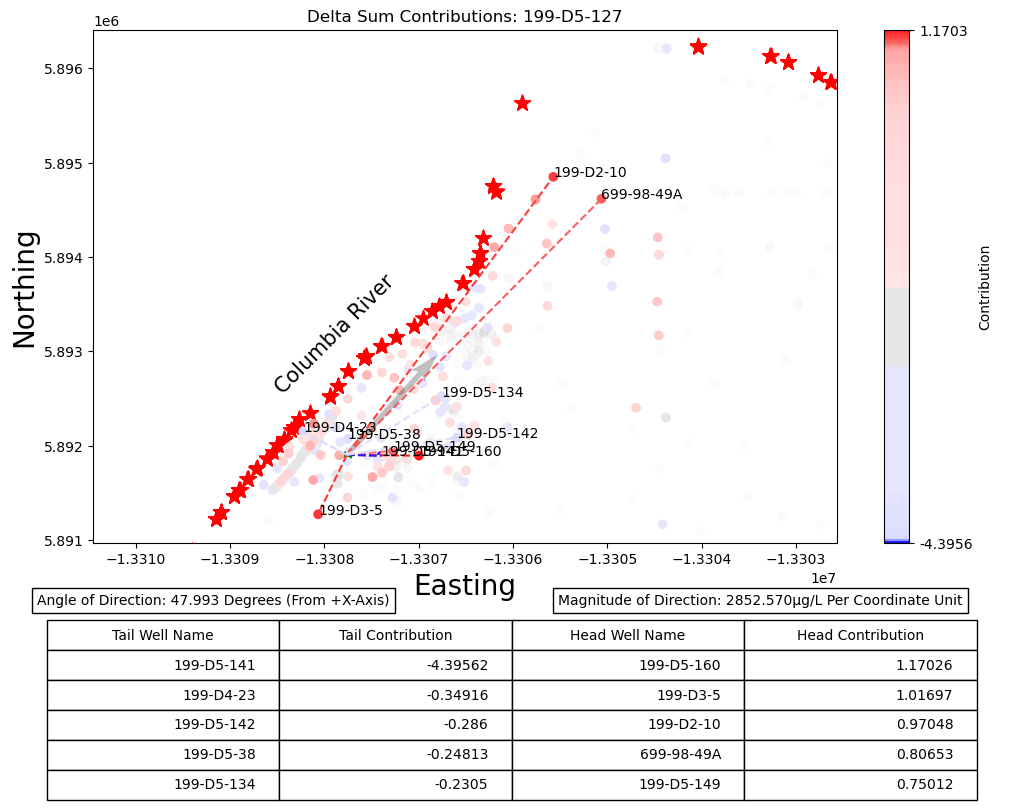 Delta Sum Contributions: 199-D5-127
1e6
5.896
5.895
5.894
5.893
5.892
5.891
Northing
Columbia River
199-D2-10
699-98-49A
199-D5-134
199-D4-23
199-D5-38
199-D5-142
199-D5-149
199-D5-141
199-D5-160
199-D3-5
−1.3310
−1.3309
−1.3308
−1.3307
−1.3306
−1.3305
−1.3304
−1.3303
1e7
Easting
1.1703
-4.3956
Contribution
Angle of Direction: 47.993 Degrees (From +X-Axis)
Magnitude of Direction: 2852.570μg/L Per Coordinate Unit
Tail Well Name Tail Contribution Head Well Name Head Contribution
199-D5-141 -4.39562 199-D5-160 1.17026
199-D4-23 -0.34916 199-D3-5 1.01697
199-D5-142 -0.286 199-D2-10 0.97048
199-D5-38 -0.24813 699-98-49A 0.80653
199-D5-134 -0.2305 199-D5-149 0.75012